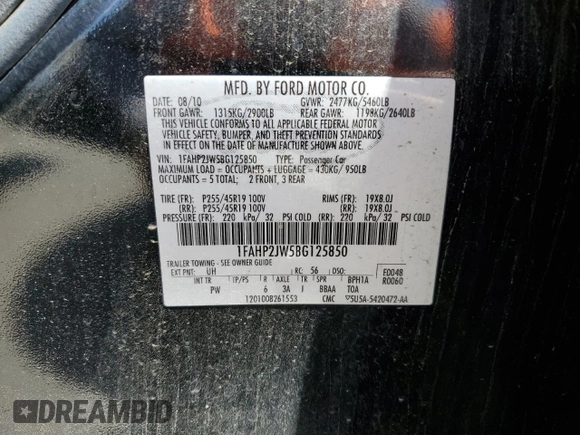 MFD. BY FORD MOTOR CO.
DATE: 08/10 GVWR: 2477KG/5460LB
FRONT GAWR: 1315KG/2900LB REAR GAWR: 1198KG/2640LB
THIS VEHICLE CONFORMS TO ALL APPLICABLE FEDERAL MOTOR
VEHICLE SAFETY, BUMPER, AND THEFT PREVENTION STANDARDS
IN EFFECT ON THE DATE OF MANUFACTURE SHOWN ABOVE.
VIN: 1FAHP2JW5BG125850 TYPE: Passenger Car
MAXIMUM LOAD = OCCUPANTS + LUGGAGE = 430KG/950LB
OCCUPANTS = 5 TOTAL: 2 FRONT, 3 REAR
TIRE (FF): P255/45R19 100V RIMS (FF): 19X8.0J
(RR): P255/45R19 100V (RR): 19X8.0J
PRESSURE (FF): 220 kPa/ 32 PSI COLD (RR): 220 kPa/ 32 PSI COLD
1FAHP2JW5BG125850
TRAILER TOWING - SEE OWNER GUIDE
EXT PNT: UH RC: 56 DSO: FD04B
INT TR TP/PS R AXLE TR SPR BPH1A R0060
PW 6 3A J BBAA TOA
1201008261553 CMC 5U5A-5420472-AA
DREAMBID